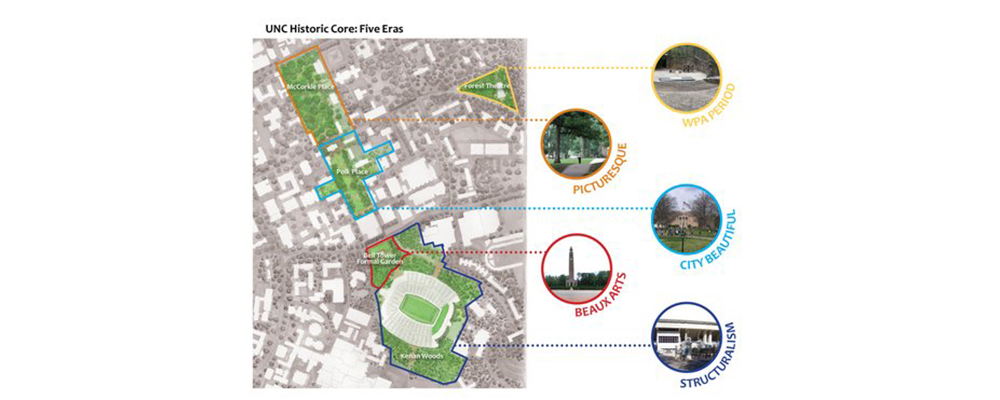 UNC Historic Core: Five Eras
McCorkle Place
Forest Theatre
WPA PERIOD
PICTURESQUE
Polk Place
CITY BEAUTIFUL
Bell Tower
Formal Garden
BEAUX ARTS
Kenan Woods
STRUCTURALISM